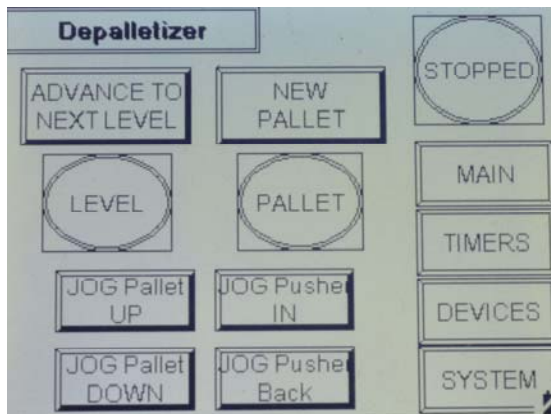 Depalletizer
STOPPED
ADVANCE TO
NEXT LEVEL
NEW
PALLET
LEVEL
PALLET
MAIN
TIMERS
JOG Pallet
UP
JOG Pusher
IN
DEVICES
JOG Pallet
DOWN
JOG Pusher
Back
SYSTEM